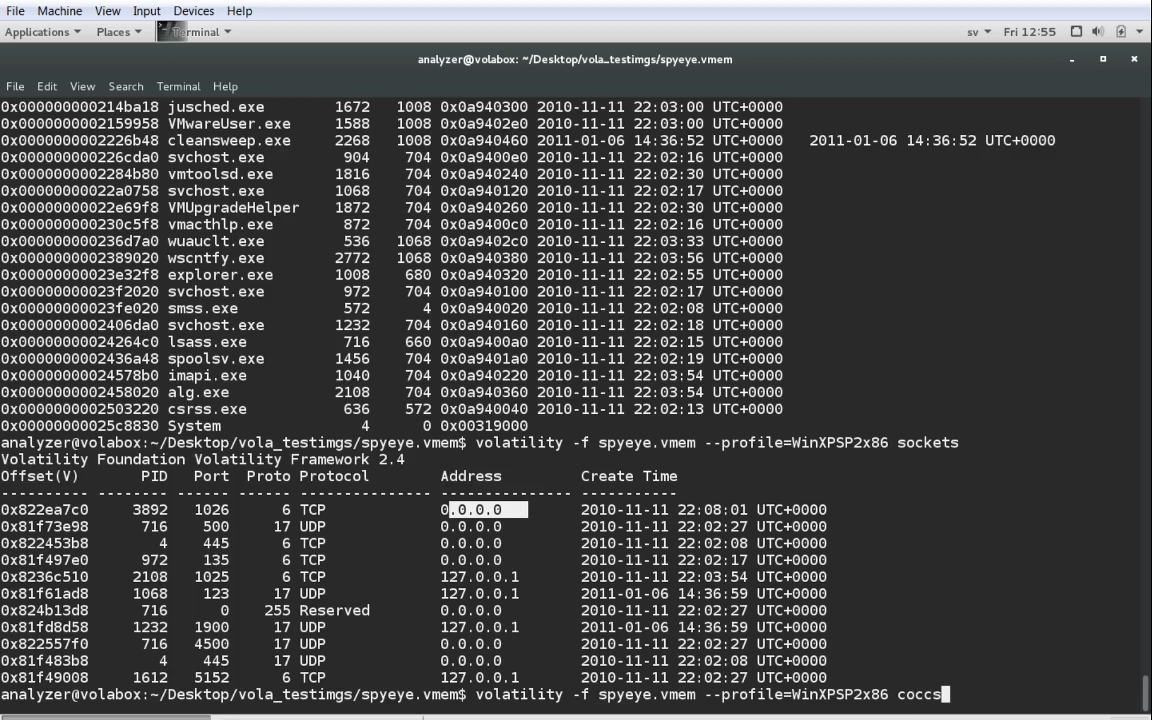 File Machine View Input Devices Help
Applications Places Terminal sv Fri 12:55
analyzer@volabox: ~/Desktop/vola_testimgs/spyeye.vmem
File Edit View Search Terminal Help
0x000000000214ba18 jusched.exe 1672 1008 0x0a940300 2010-11-11 22:03:00 UTC+0000
0x0000000002159958 VMwareUser.exe 1588 1008 0x0a9402e0 2010-11-11 22:03:00 UTC+0000
0x0000000002226b48 cleansweep.exe 2268 1008 0x0a940460 2011-01-06 14:36:52 UTC+0000 2011-01-06 14:36:52 UTC+0000
0x000000000226cda0 svchost.exe 904 704 0x0a9400e0 2010-11-11 22:02:16 UTC+0000
0x0000000002284b80 vmtoolsd.exe 1816 704 0x0a940240 2010-11-11 22:02:30 UTC+0000
0x00000000022a0758 svchost.exe 1068 704 0x0a940120 2010-11-11 22:02:17 UTC+0000
0x00000000022e69f8 VMUpgradeHelper 1872 704 0x0a940260 2010-11-11 22:02:30 UTC+0000
0x000000000230c5f8 vmacthlp.exe 872 704 0x0a9400c0 2010-11-11 22:02:16 UTC+0000
0x000000000236d7a0 wuauclt.exe 536 1068 0x0a9402c0 2010-11-11 22:03:33 UTC+0000
0x0000000002389020 wscntfy.exe 2772 1068 0x0a940380 2010-11-11 22:03:56 UTC+0000
0x00000000023e32f8 explorer.exe 1008 680 0x0a940320 2010-11-11 22:02:55 UTC+0000
0x00000000023f2020 svchost.exe 972 704 0x0a940100 2010-11-11 22:02:17 UTC+0000
0x00000000023fe020 smss.exe 572 4 0x0a940020 2010-11-11 22:02:08 UTC+0000
0x0000000002406da0 svchost.exe 1232 704 0x0a940160 2010-11-11 22:02:18 UTC+0000
0x00000000024264c0 lsass.exe 716 660 0x0a9400a0 2010-11-11 22:02:15 UTC+0000
0x0000000002436a48 spoolsv.exe 1456 704 0x0a9401a0 2010-11-11 22:02:19 UTC+0000
0x00000000024578b0 imapi.exe 1040 704 0x0a940220 2010-11-11 22:03:54 UTC+0000
0x0000000002458020 alg.exe 2108 704 0x0a940360 2010-11-11 22:03:54 UTC+0000
0x0000000002503220 csrss.exe 636 572 0x0a940040 2010-11-11 22:02:13 UTC+0000
0x00000000025c8830 System 4 0 0x00319000
analyzer@volabox:~/Desktop/vola_testimgs/spyeye.vmem$ volatility -f spyeye.vmem --profile=WinXPSP2x86 sockets
Volatility Foundation Volatility Framework 2.4
Offset(V) PID Port Proto Protocol Address Create Time
---------- -------- ------ ------ --------------- --------------- -----------
0x822ea7c0 3892 1026 6 TCP 0.0.0.0 2010-11-11 22:08:01 UTC+0000
0x81f73e98 716 500 17 UDP 0.0.0.0 2010-11-11 22:02:27 UTC+0000
0x822453b8 4 445 6 TCP 0.0.0.0 2010-11-11 22:02:08 UTC+0000
0x81f497e0 972 135 6 TCP 0.0.0.0 2010-11-11 22:02:17 UTC+0000
0x8236c510 2108 1025 6 TCP 127.0.0.1 2010-11-11 22:03:54 UTC+0000
0x81f61ad8 1068 123 17 UDP 127.0.0.1 2011-01-06 14:36:59 UTC+0000
0x824b13d8 716 0 255 Reserved 0.0.0.0 2010-11-11 22:02:27 UTC+0000
0x81fd8d58 1232 1900 17 UDP 127.0.0.1 2011-01-06 14:36:59 UTC+0000
0x822557f0 716 4500 17 UDP 0.0.0.0 2010-11-11 22:02:27 UTC+0000
0x81f483b8 4 445 17 UDP 0.0.0.0 2010-11-11 22:02:08 UTC+0000
0x81f49008 1612 5152 6 TCP 127.0.0.1 2010-11-11 22:03:05 UTC+0000
analyzer@volabox:~/Desktop/vola_testimgs/spyeye.vmem$ volatility -f spyeye.vmem --profile=WinXPSP2x86 coccs